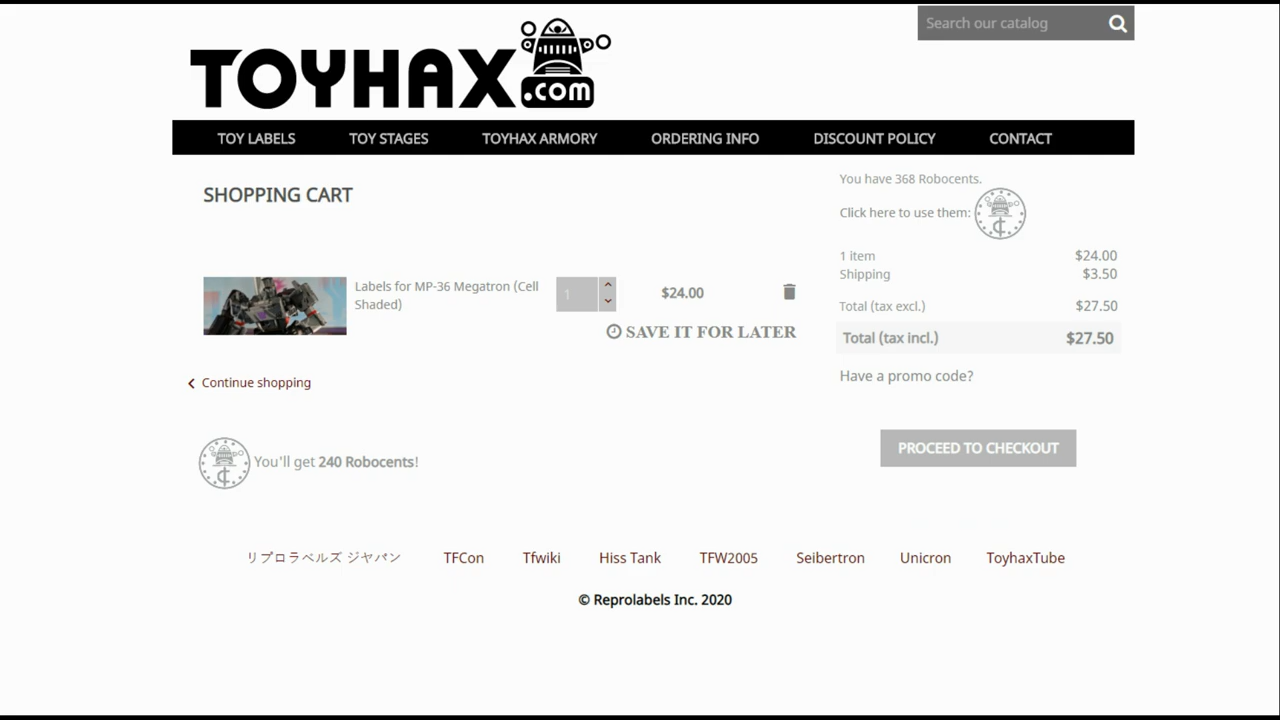 Search our catalog
TOYHAX
.com
TOY LABELS TOY STAGES TOYHAX ARMORY ORDERING INFO DISCOUNT POLICY CONTACT
SHOPPING CART
You have 368 Robocents.
Click here to use them:
Labels for MP-36 Megatron (Cell
Shaded)
1
$24.00
SAVE IT FOR LATER
1 item $24.00
Shipping $3.50
Total (tax excl.) $27.50
Total (tax incl.) $27.50
Have a promo code?
Continue shopping
PROCEED TO CHECKOUT
You'll get 240 Robocents!
リプロラベルズ ジャパン TFCon Tfwiki Hiss Tank TFW2005 Seibertron Unicron ToyhaxTube
© Reprolabels Inc. 2020